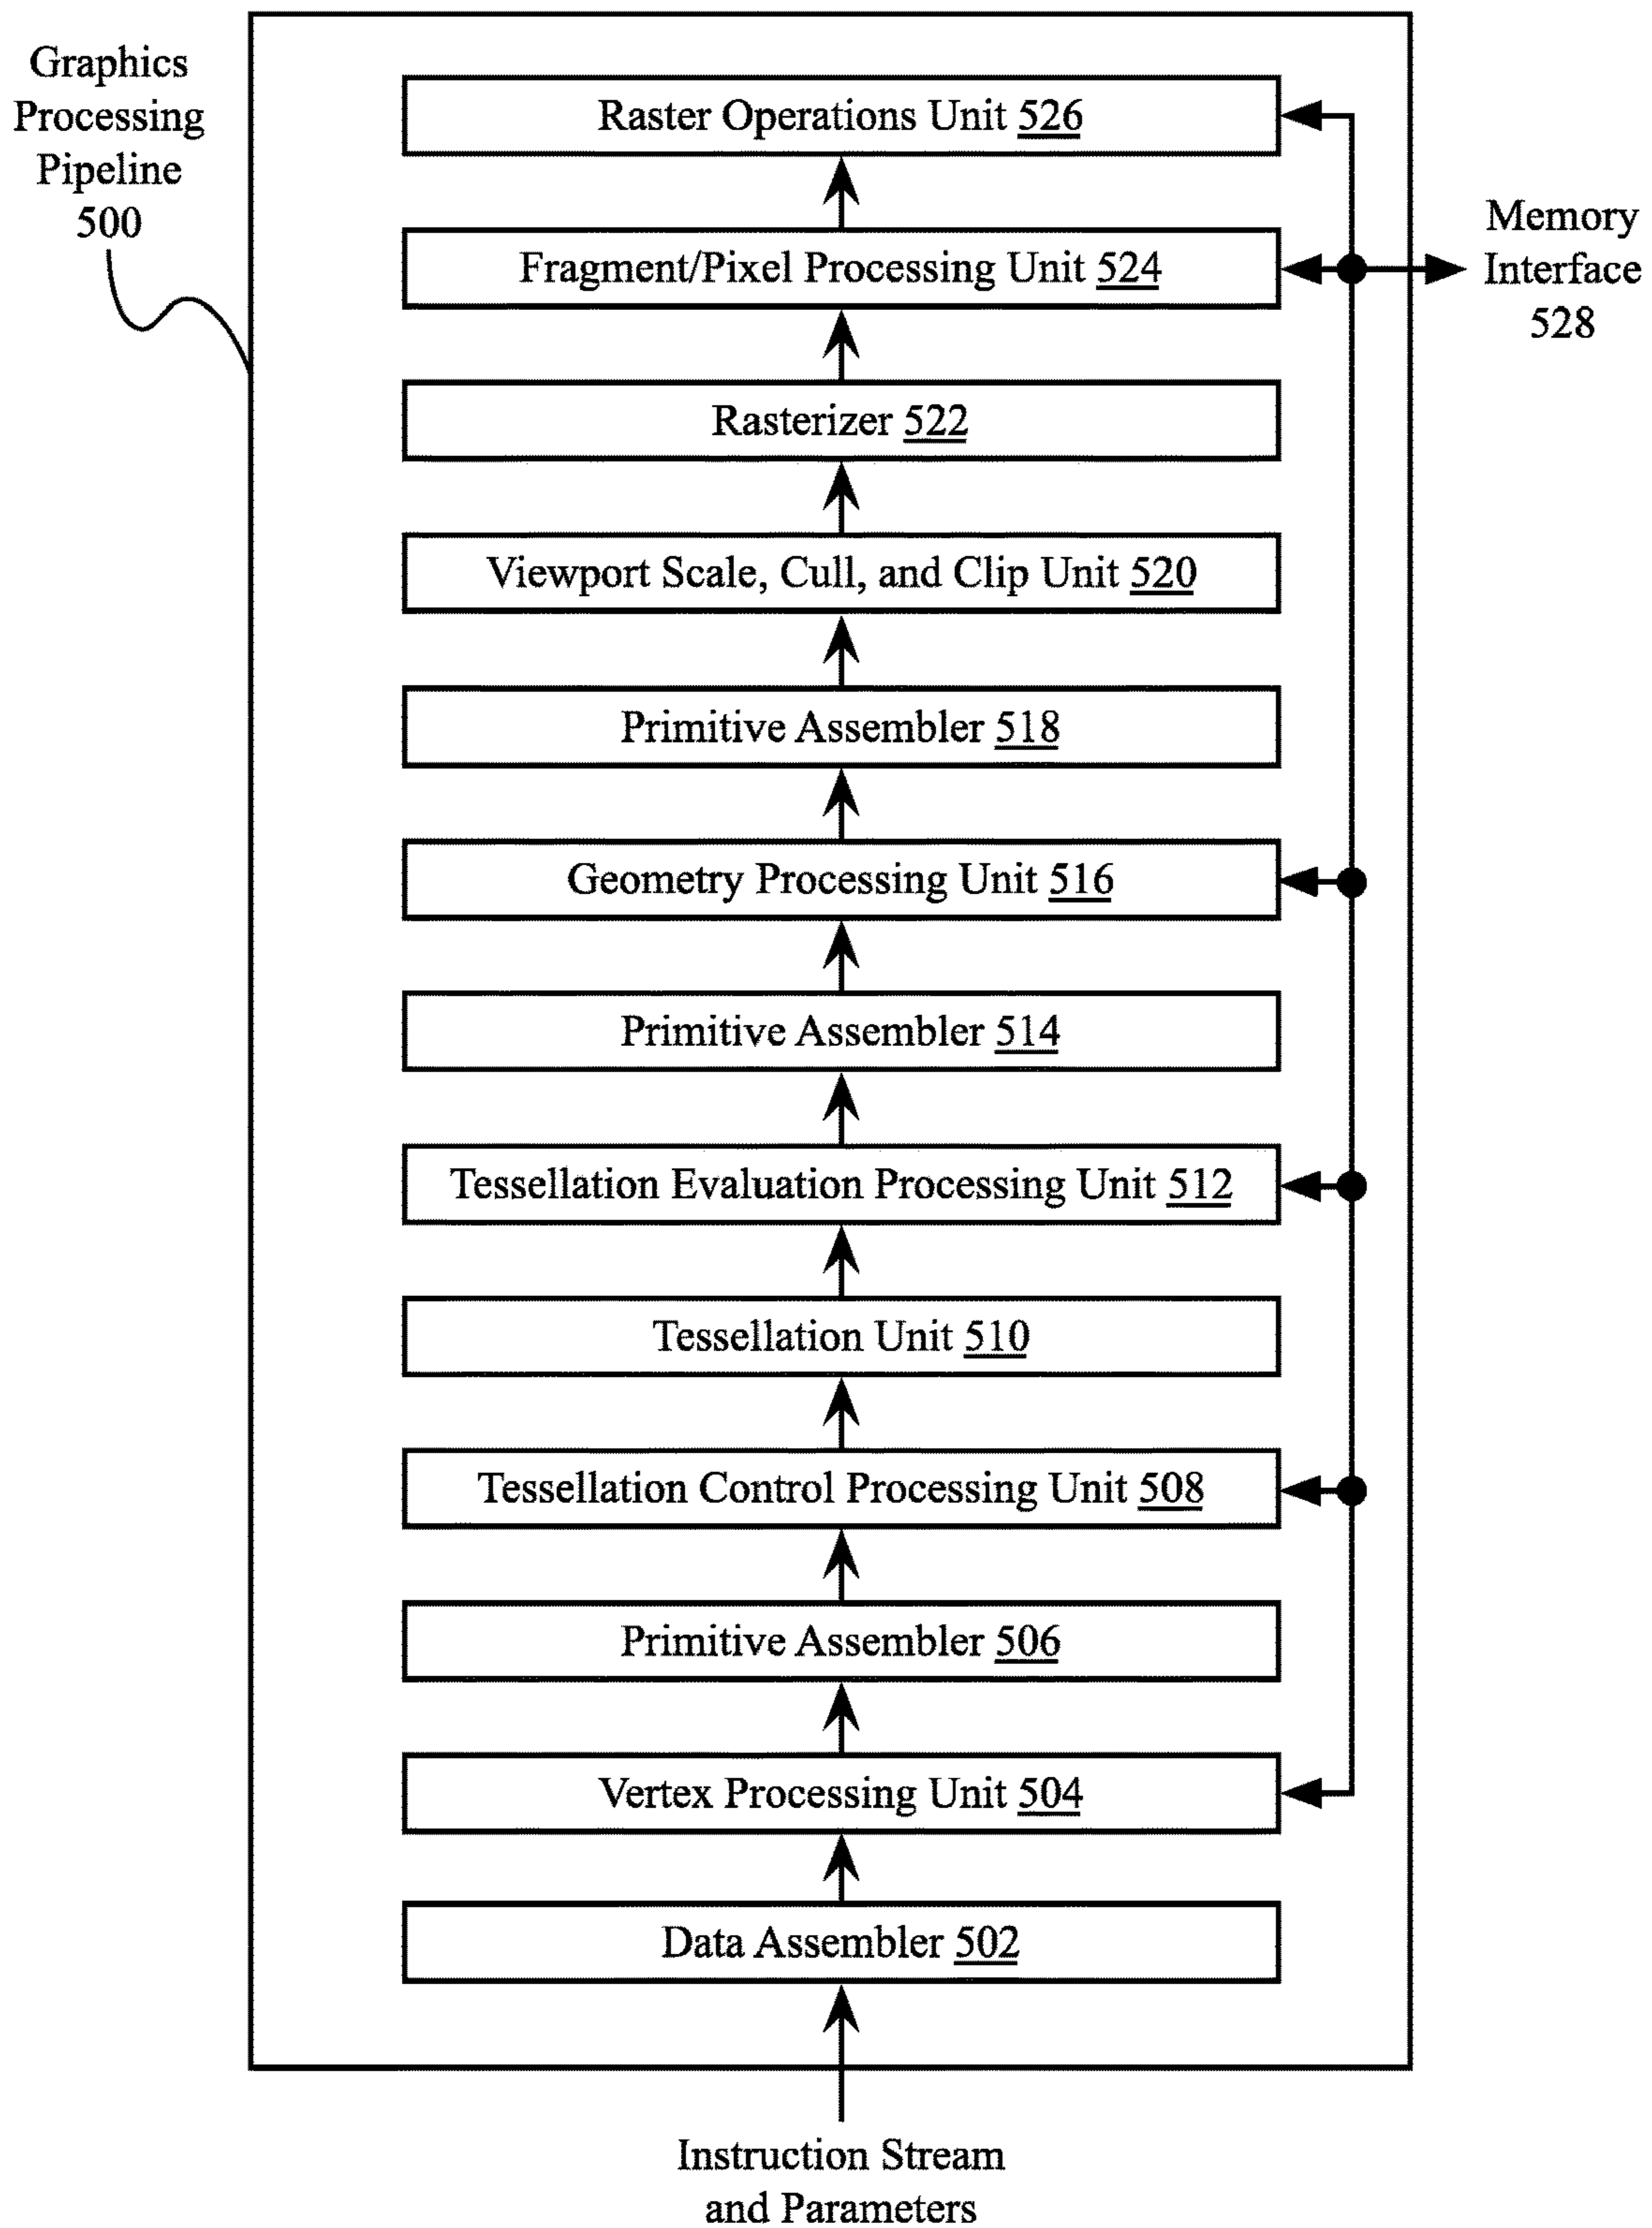 Graphics
Processing
Pipeline
500
Raster Operations Unit 526
Fragment/Pixel Processing Unit 524
Memory
Interface
528
Rasterizer 522
Viewport Scale, Cull, and Clip Unit 520
Primitive Assembler 518
Geometry Processing Unit 516
Primitive Assembler 514
Tessellation Evaluation Processing Unit 512
Tessellation Unit 510
Tessellation Control Processing Unit 508
Primitive Assembler 506
Vertex Processing Unit 504
Data Assembler 502
Instruction Stream
and Parameters